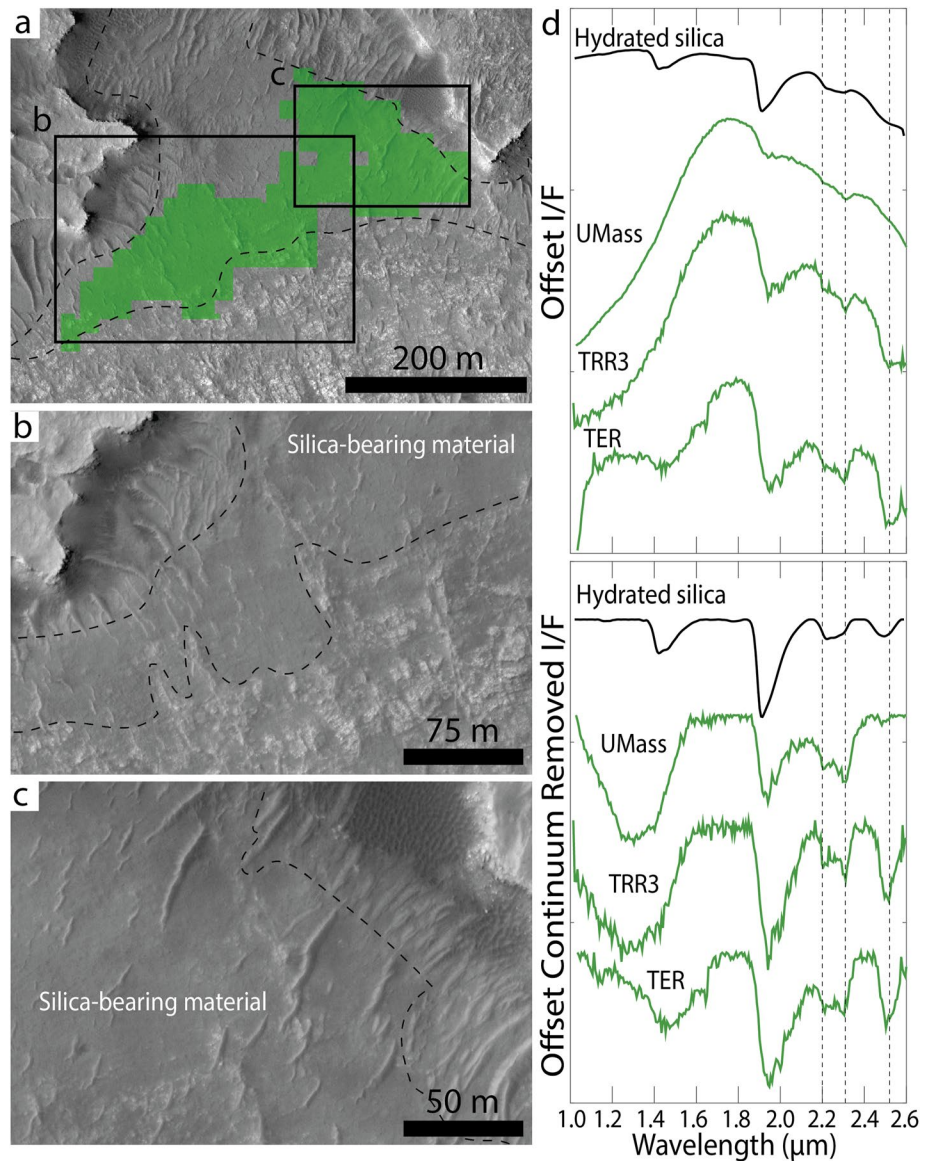 a
c
b
200 m
b
Silica-bearing material
75 m
c
Silica-bearing material
50 m
d
Hydrated silica
UMass
TRR3
TER
Offset I/F
Hydrated silica
UMass
TRR3
TER
Offset Continuum Removed I/F
1.0 1.2 1.4 1.6 1.8 2.0 2.2 2.4 2.6
Wavelength (μm)